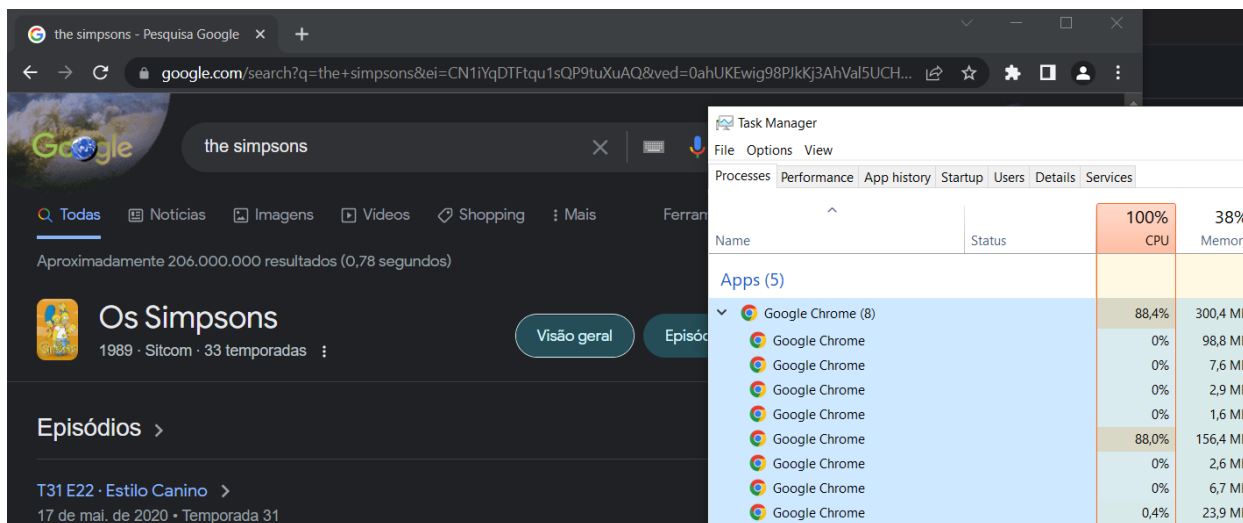 the simpsons - Pesquisa Google
google.com/search?q=the+simpsons&ei=CN1iYqDTFtqu1sQP9tuXuAQ&ved=0ahUKEwig98PJkKj3AhVal5UCH...
Google
the simpsons
Todas Notícias Imagens Vídeos Shopping Mais Ferram
Aproximadamente 206.000.000 resultados (0,78 segundos)
Os Simpsons
1989 · Sitcom · 33 temporadas
Visão geral Episód
Episódios
T31 E22 · Estilo Canino
17 de mai. de 2020 • Temporada 31
Task Manager
File Options View
Processes Performance App history Startup Users Details Services
100% 38%
Name Status CPU Memor
Apps (5)
Google Chrome (8) 88,4% 300,4 M
Google Chrome 0% 98,8 M
Google Chrome 0% 7,6 M
Google Chrome 0% 2,9 M
Google Chrome 0% 1,6 M
Google Chrome 88,0% 156,4 M
Google Chrome 0% 2,6 M
Google Chrome 0% 6,7 M
Google Chrome 0,4% 23,9 M